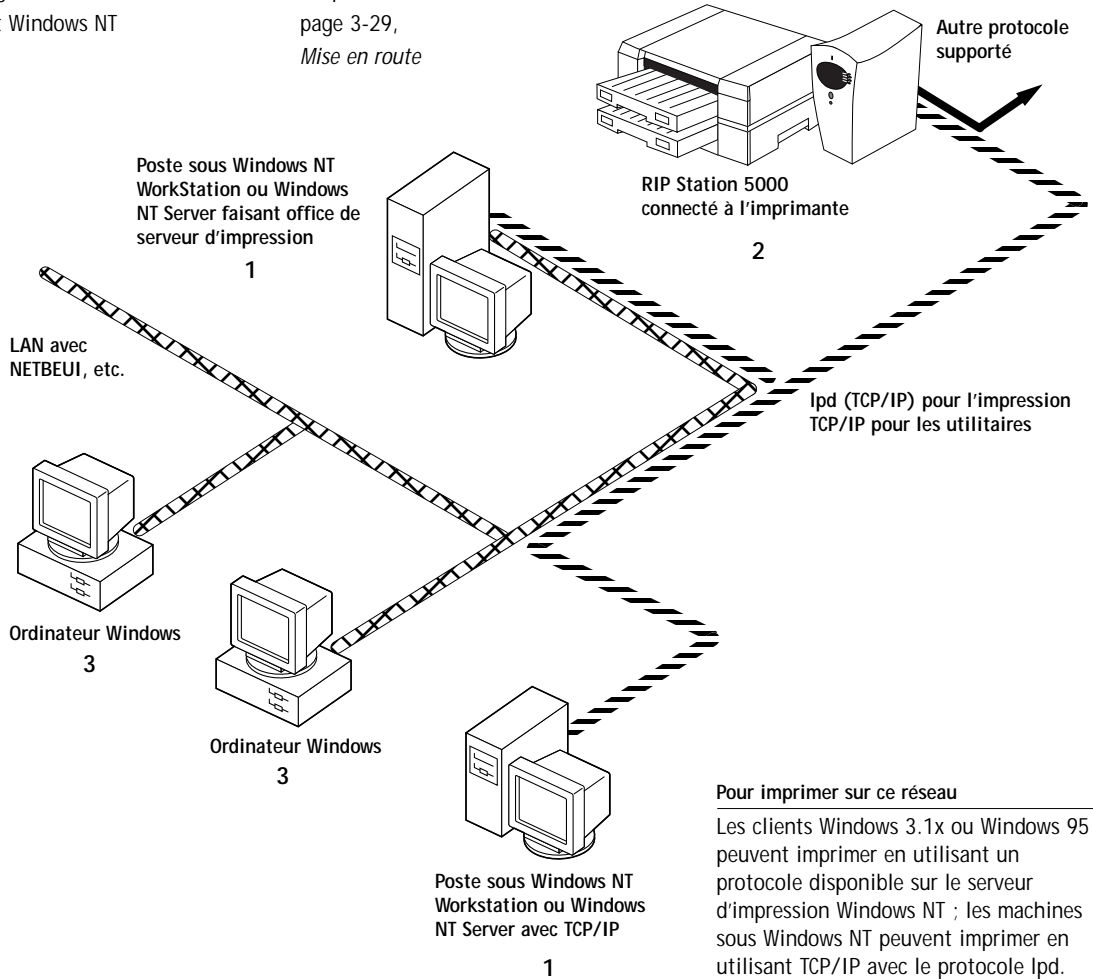 Windows NT
page 3-29,
Mise en route
Autre protocole
supporté
Poste sous Windows NT
WorkStation ou Windows
NT Server faisant office de
serveur d'impression
1
RIP Station 5000
connecté à l'imprimante
2
LAN avec
NETBEUI, etc.
lpd (TCP/IP) pour l'impression
TCP/IP pour les utilitaires
Ordinateur Windows
3
Ordinateur Windows
3
Poste sous Windows NT
Workstation ou Windows
NT Server avec TCP/IP
1
Pour imprimer sur ce réseau
Les clients Windows 3.1x ou Windows 95
peuvent imprimer en utilisant un
protocole disponible sur le serveur
d'impression Windows NT ; les machines
sous Windows NT peuvent imprimer en
utilisant TCP/IP avec le protocole lpd.